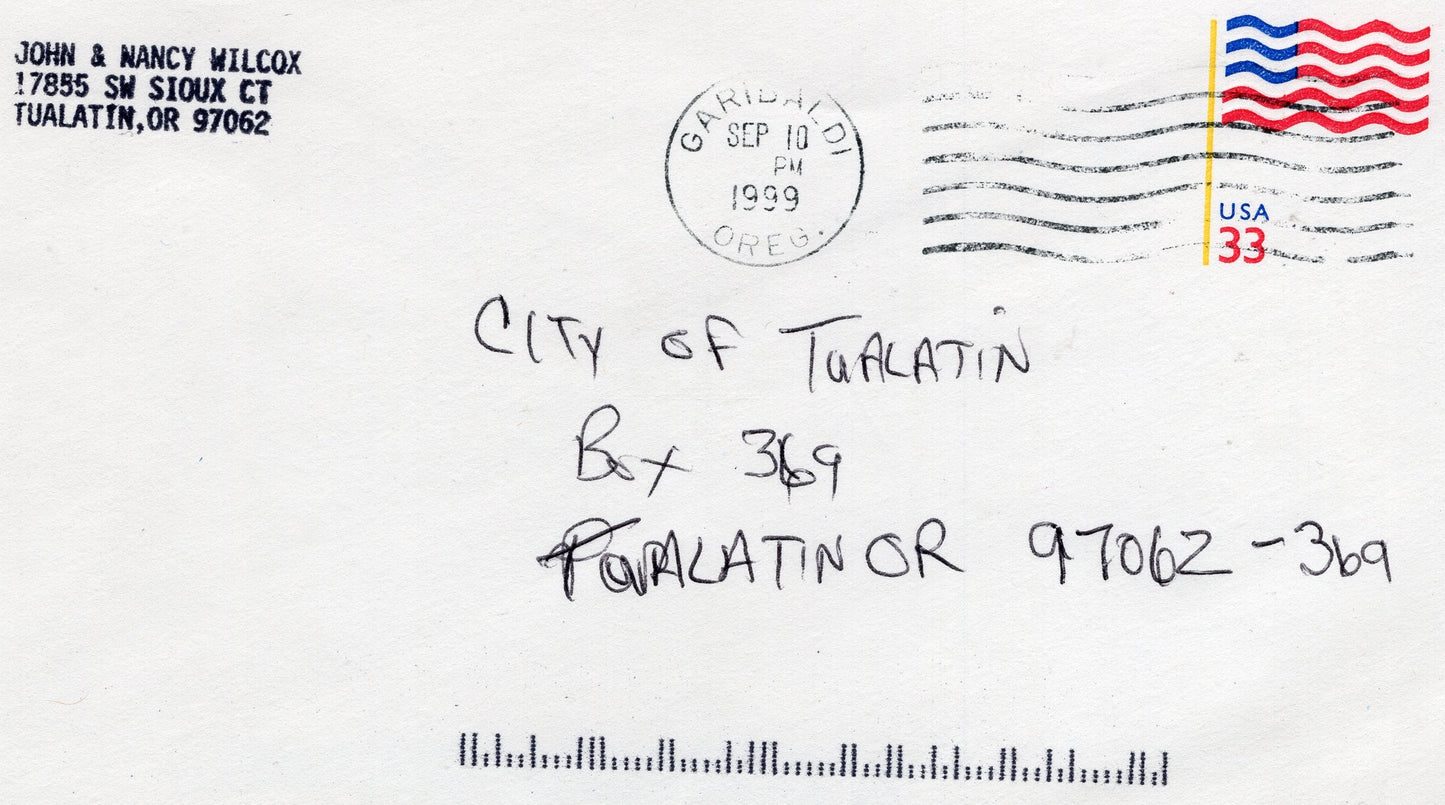 JOHN & NANCY WILCOX
17855 SW SIOUX CT
TUALATIN, OR 97062
GARIBALDI
SEP 10
PM
1999
OREG.
USA
33
CITY OF TUALATIN
Box 369
TUALATIN OR 97062-369